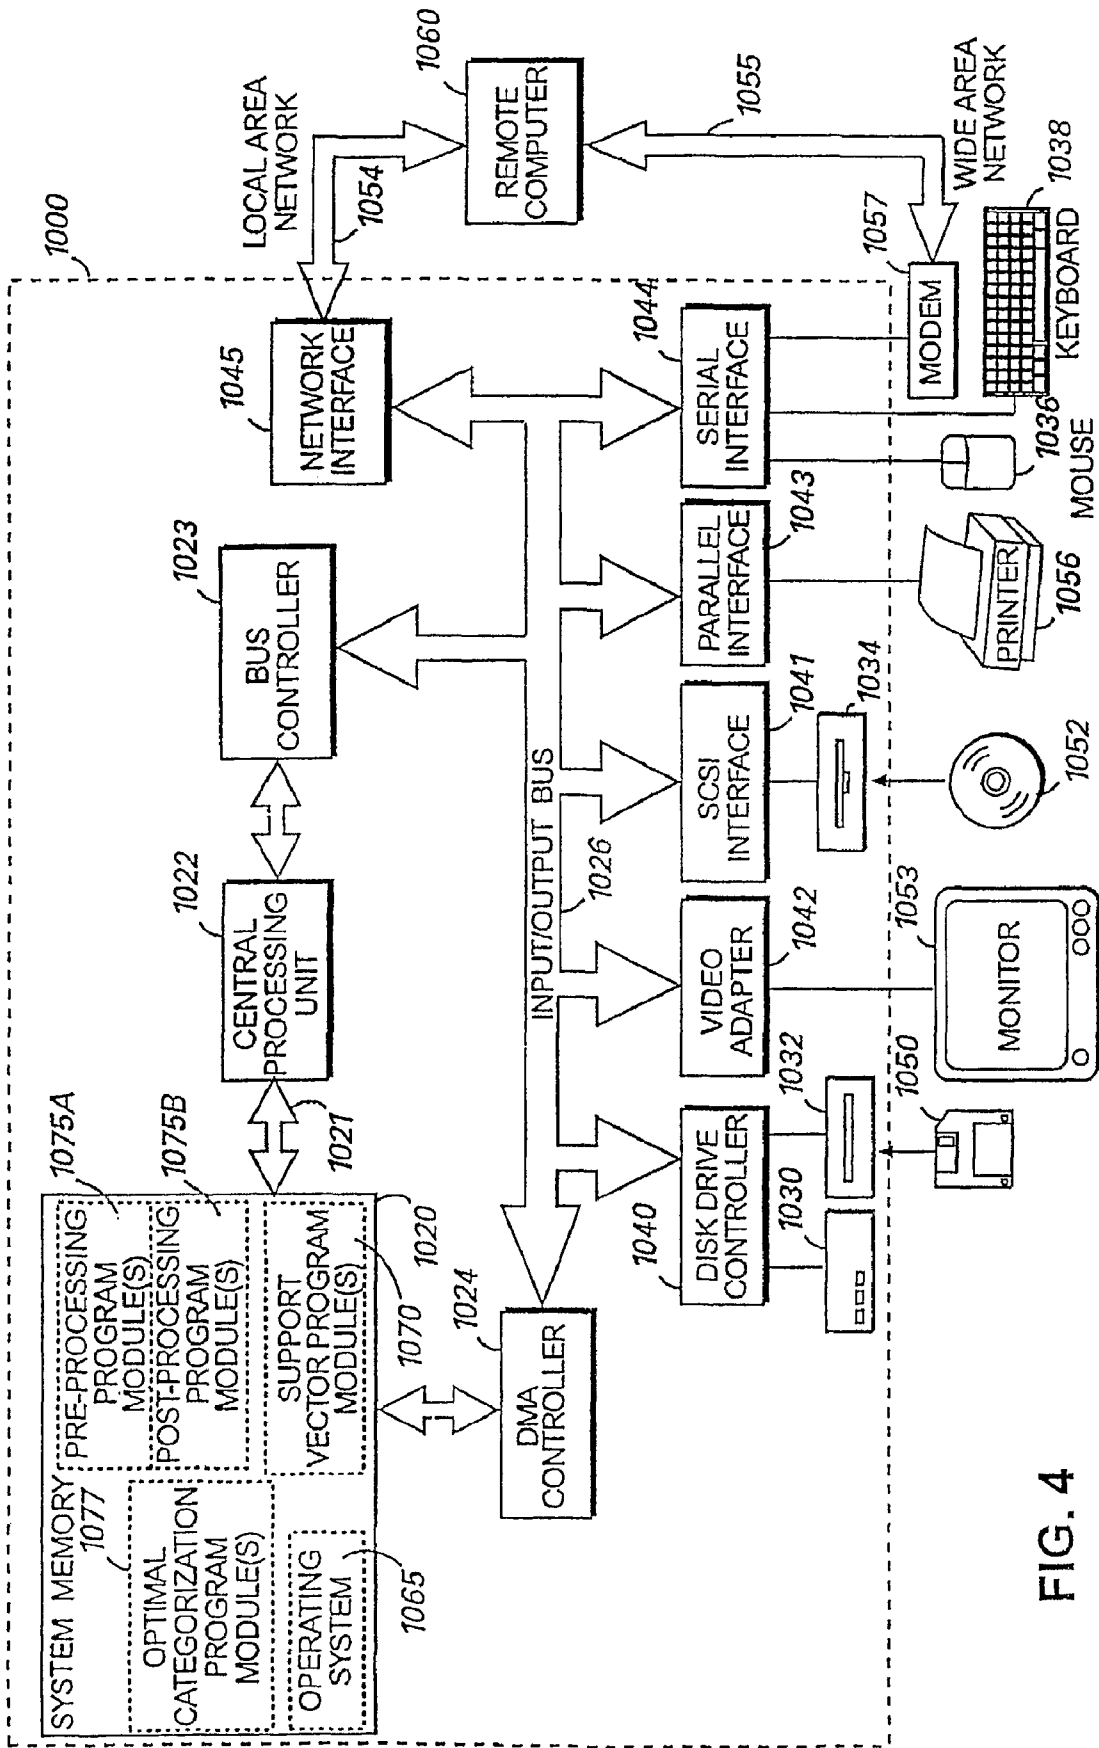 1000
SYSTEM MEMORY
1077
OPTIMAL
CATEGORIZATION
PROGRAM
MODULE(S)
OPERATING
SYSTEM
1065
PRE-PROCESSING
PROGRAM
MODULE(S)
1075A
POST-PROCESSING
PROGRAM
MODULE(S)
1075B
SUPPORT
VECTOR PROGRAM
MODULE(S)
1070
1020
1021
CENTRAL
PROCESSING
UNIT
1022
BUS
CONTROLLER
1023
NETWORK
INTERFACE
1045
LOCAL AREA
NETWORK
1054
REMOTE
COMPUTER
1060
1055
WIDE AREA
NETWORK
DMA
CONTROLLER
1024
INPUT/OUTPUT BUS
1026
DISK DRIVE
CONTROLLER
1040
VIDEO
ADAPTER
1042
SCSI
INTERFACE
1041
PARALLEL
INTERFACE
1043
SERIAL
INTERFACE
1044
1030
1032
1034
MODEM
1057
1050
MONITOR
1053
1052
PRINTER
1056
MOUSE
1036
KEYBOARD
1038
FIG. 4